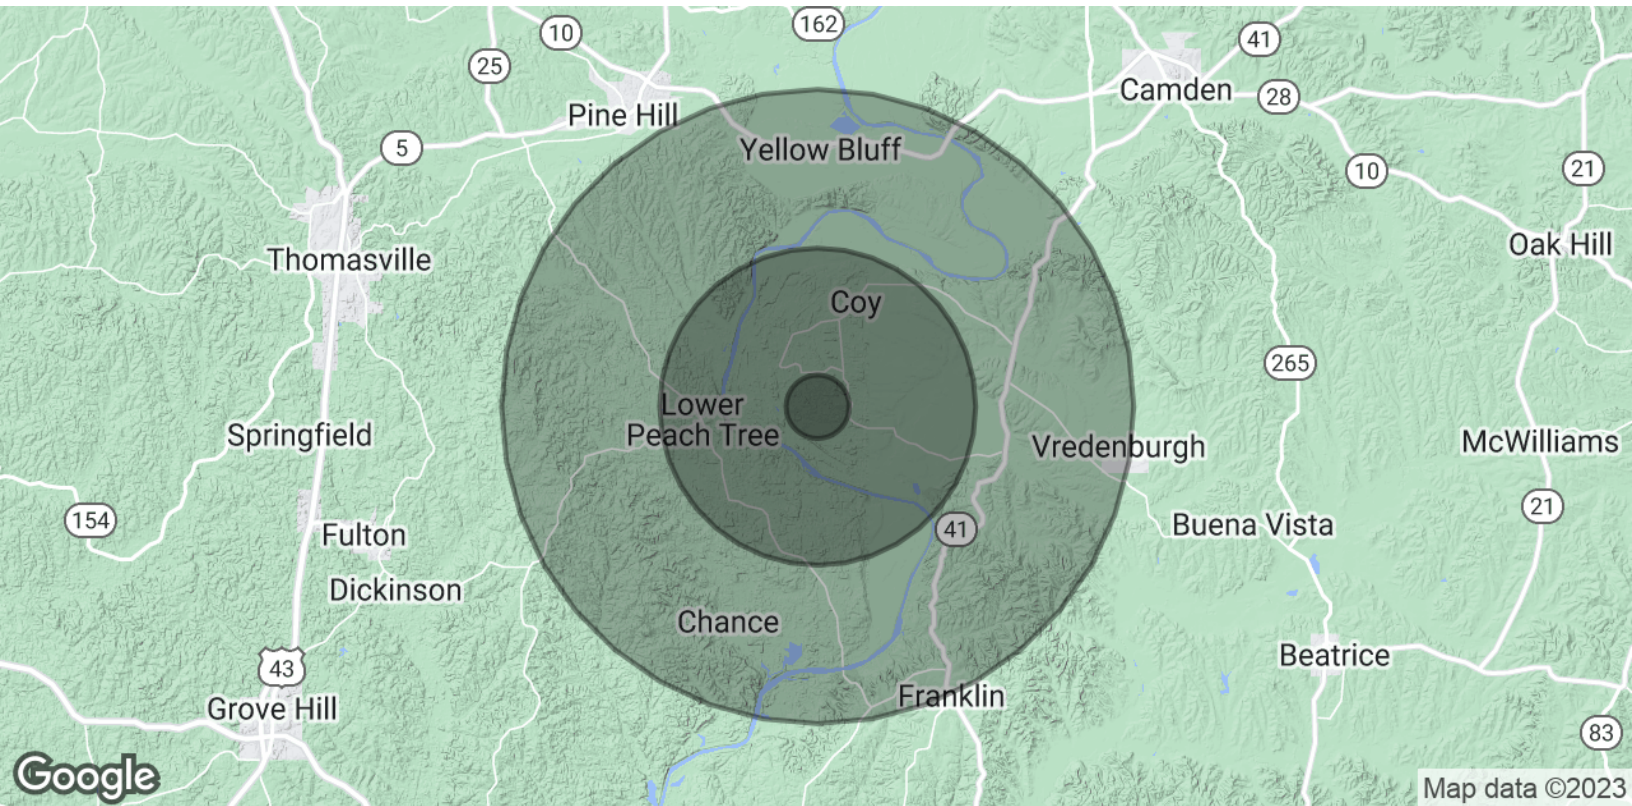 162
10
41
25
Camden
28
Pine Hill
5
Yellow Bluff
10
21
Oak Hill
Thomasville
Coy
265
Lower
Peach Tree
Springfield
Vredenburgh
McWilliams
154
21
41
Buena Vista
Fulton
Dickinson
Chance
Beatrice
43
Franklin
Grove Hill
83
Google
Map data ©2023